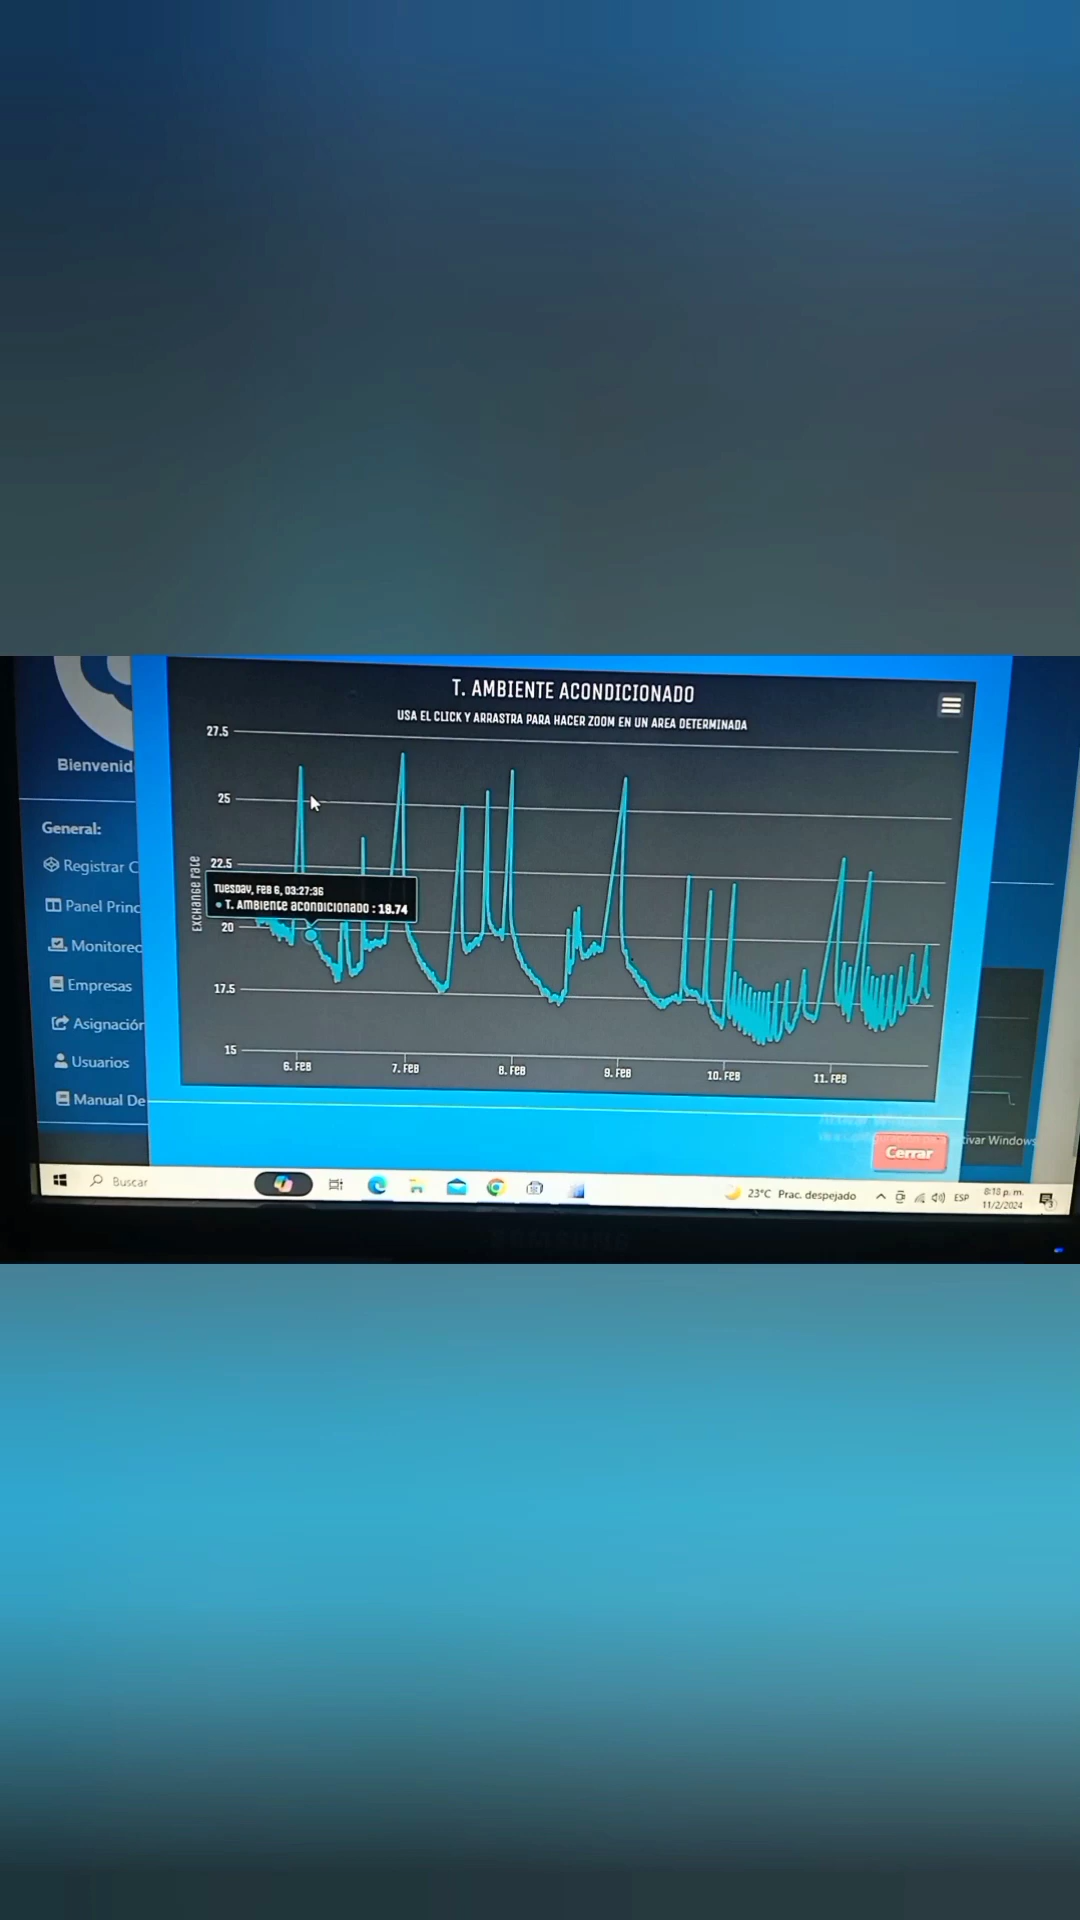 T. AMBIENTE ACONDICIONADO
USA EL CLICK Y ARRASTRA PARA HACER ZOOM EN UN AREA DETERMINADA
27.5
25
22.5
20
17.5
15
Exchange rate
Tuesday, Feb 6, 03:27:36
T. Ambiente acondicionado : 19.74
6. Feb
7. Feb
8. Feb
9. Feb
10. Feb
11. Feb
Bienvenid
General:
Registrar C
Panel Princ
Monitoreo
Empresas
Asignación
Usuarios
Manual De
tivar Windows
Cerrar
Buscar
23°C Prac. despejado
ESP
8:18 p. m.
11/2/2024
SAMSUNG